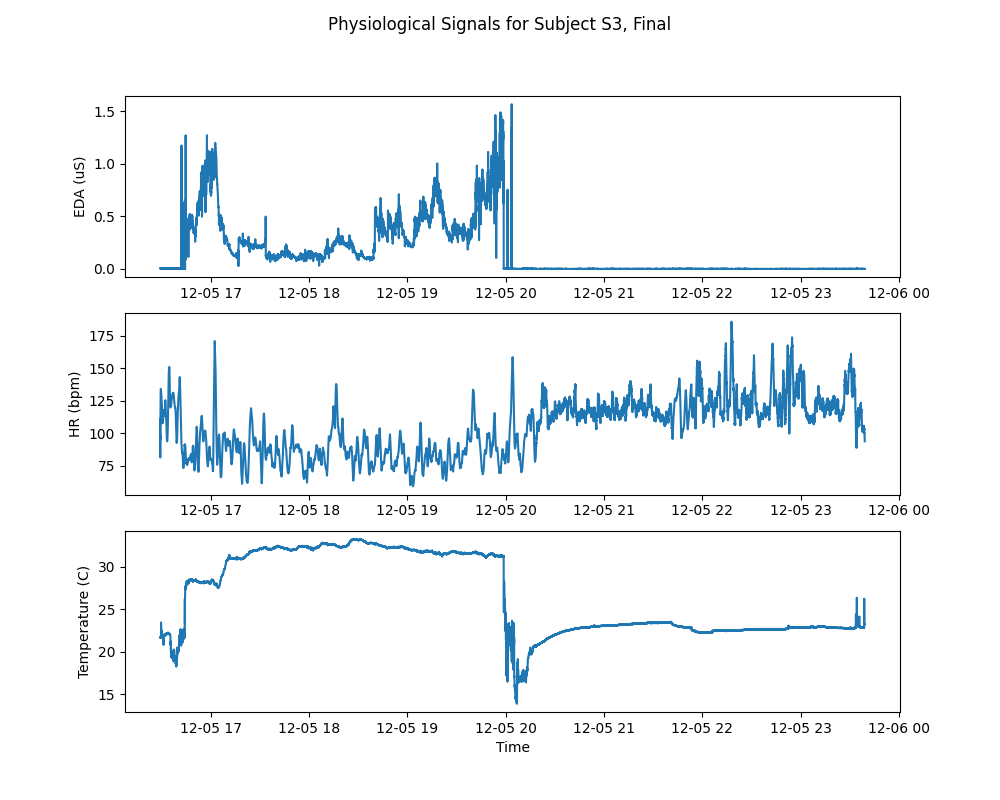 Physiological Signals for Subject S3, Final
1.5
1.0
0.5
0.0
EDA (uS)
12-05 17 12-05 18 12-05 19 12-05 20 12-05 21 12-05 22 12-05 23 12-06 00
175
150
125
100
75
HR (bpm)
12-05 17 12-05 18 12-05 19 12-05 20 12-05 21 12-05 22 12-05 23 12-06 00
30
25
20
15
Temperature (C)
12-05 17 12-05 18 12-05 19 12-05 20 12-05 21 12-05 22 12-05 23 12-06 00
Time